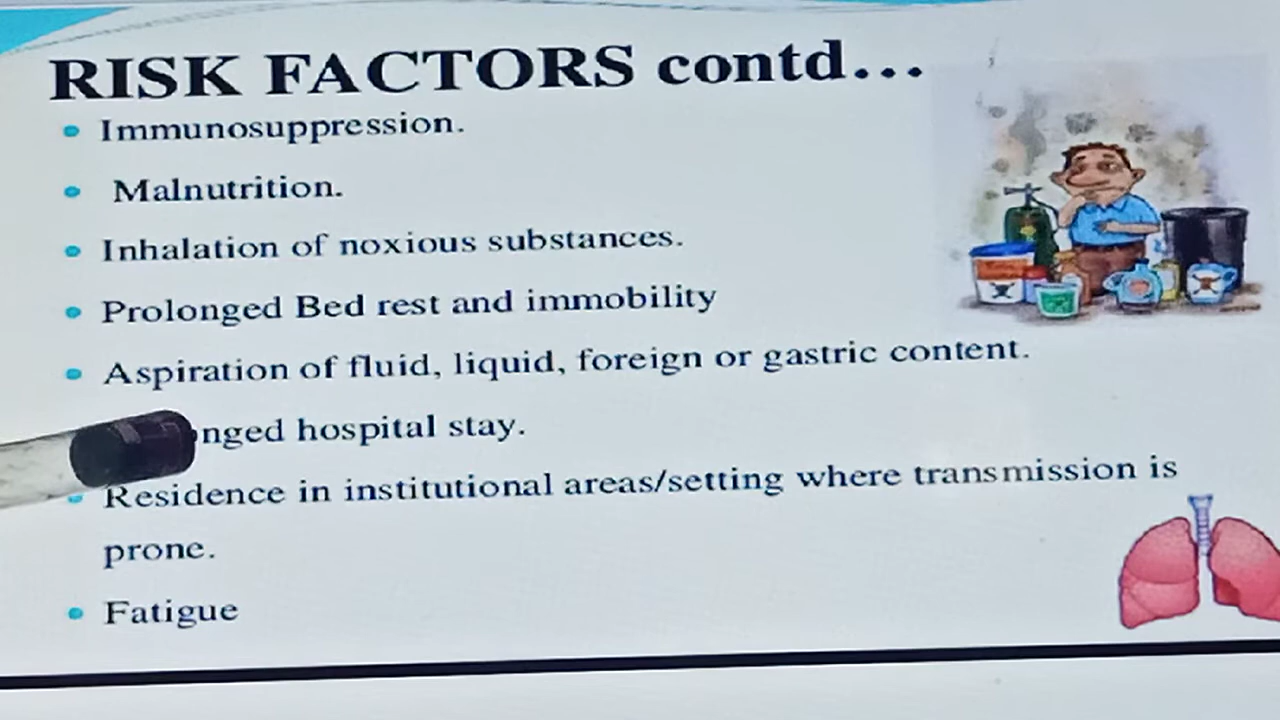 RISK FACTORS contd...
Immunosuppression.
Malnutrition.
Inhalation of noxious substances.
Prolonged Bed rest and immobility
Aspiration of fluid, liquid, foreign or gastric content.
hospital stay.
Residence in institutional areas/setting where transmission is
prone.
Fatigue